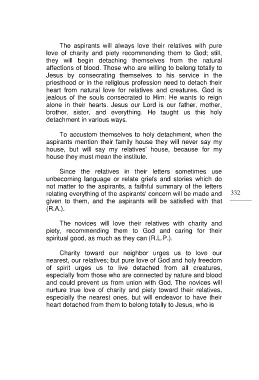 The aspirants will always love their relatives with pure
love of charity and piety recommending them to God; still,
they will begin detaching themselves from the natural
affections of blood. Those who are willing to belong totally to
Jesus by consecrating themselves to his service in the
priesthood or in the religious profession need to detach their
heart from natural love for relatives and creatures. God is
jealous of the souls consecrated to Him: He wants to reign
alone in their hearts. Jesus our Lord is our father, mother,
brother, sister, and everything. He taught us this holy
detachment in various ways.
To accustom themselves to holy detachment, when the
aspirants mention their family house they will never say my
house, but will say my relatives' house, because for my
house they must mean the institute.
Since the relatives in their letters sometimes use
unbecoming language or relate griefs and stories which do
not matter to the aspirants, a faithful summary of the letters
relating everything of the aspirants' concern will be made and
given to them, and the aspirants will be satisfied with that
(R.A.).
332
The novices will love their relatives with charity and
piety, recommending them to God and caring for their
spiritual good, as much as they can (R.L.P.).
Charity toward our neighbor urges us to love our
nearest, our relatives; but pure love of God and holy freedom
of spirit urges us to live detached from all creatures,
especially from those who are connected by nature and blood
and could prevent us from union with God. The novices will
nurture true love of charity and piety toward their relatives,
especially the nearest ones, but will endeavor to have their
heart detached from them to belong totally to Jesus, who is